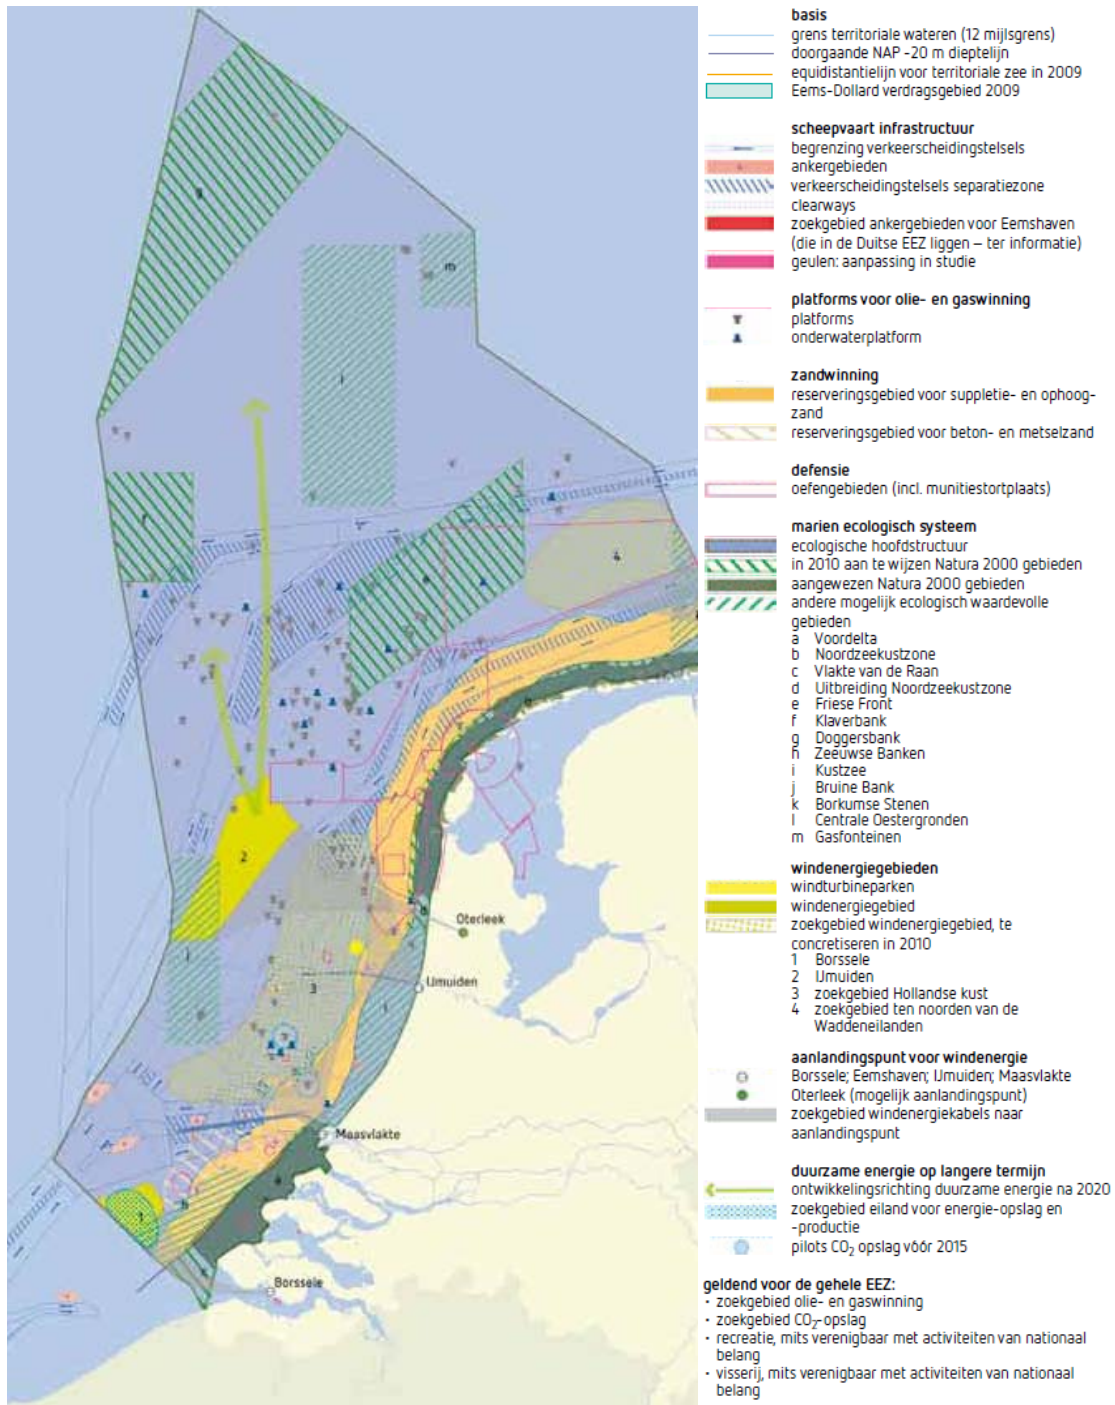 basis
grens territoriale wateren (12 mijlsgrens)
doorgaande NAP -20 m dieptelijn
equidistantielijn voor territoriale zee in 2009
Eems-Dollard verdragsgebied 2009
scheepvaart infrastructuur
begrenzing verkeerscheidingstelsels
ankergebieden
verkeerscheidingstelsels separatiezone
clearways
zoekgebied ankergebieden voor Eemshaven
(die in de Duitse EEZ liggen – ter informatie)
geulen: aanpassing in studie
platforms voor olie- en gaswinning
platforms
onderwaterplatform
zandwinning
reserveringsgebied voor suppletie- en ophoog-
zand
reserveringsgebied voor beton- en metselzand
defensie
oefengebieden (incl. munitiestortplaats)
marien ecologisch systeem
ecologische hoofdstructuur
in 2010 aan te wijzen Natura 2000 gebieden
aangewezen Natura 2000 gebieden
andere mogelijk ecologisch waardevolle
gebieden
a Voordelta
b Noordzeekustzone
c Vlakte van de Raan
d Uitbreiding Noordzeekustzone
e Friese Front
f Klaverbank
g Doggersbank
h Zeeuwse Banken
i Kustzee
j Bruine Bank
k Borkumse Stenen
l Centrale Oestergronden
m Gasfonteinen
windenergiegebieden
windturbineparken
windenergiegebied
zoekgebied windenergiegebied, te
concretiseren in 2010
1 Borssele
2 IJmuiden
3 zoekgebied Hollandse kust
4 zoekgebied ten noorden van de
Waddeneilanden
aanlandingspunt voor windenergie
Borssele; Eemshaven; IJmuiden; Maasvlakte
Oterleek (mogelijk aanlandingspunt)
zoekgebied windenergiekabels naar
aanlandingspunt
duurzame energie op langere termijn
ontwikkelingsrichting duurzame energie na 2020
zoekgebied eiland voor energie-opslag en
-productie
pilots CO₂ opslag vóór 2015
geldend voor de gehele EEZ:
· zoekgebied olie- en gaswinning
· zoekgebied CO₂-opslag
· recreatie, mits verenigbaar met activiteiten van nationaal
belang
· visserij, mits verenigbaar met activiteiten van nationaal
belang
g
m
l
f
e
4
b
2
d
Oterleek
j
IJmuiden
3
i
a
Maasvlakte
h
1
Borssele